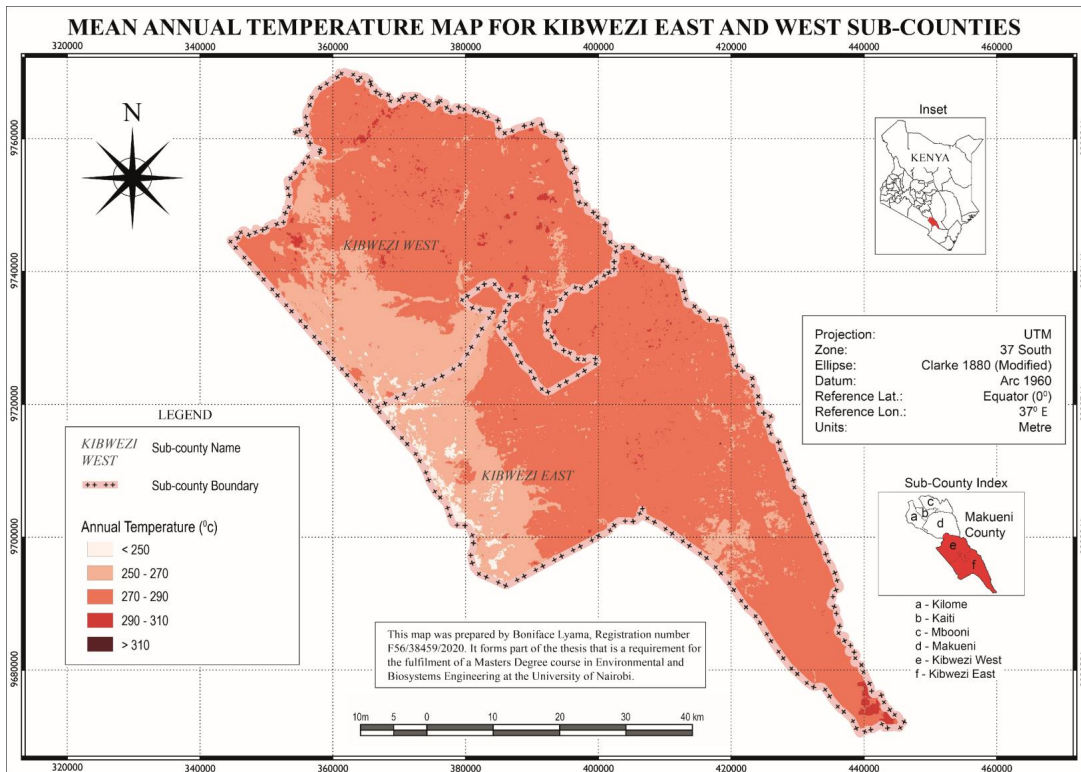 MEAN ANNUAL TEMPERATURE MAP FOR KIBWEZI EAST AND WEST SUB-COUNTIES
320000 340000 360000 380000 400000 420000 440000 460000
N
KIBWEZI WEST
KIBWEZI EAST
Inset
KENYA
Projection: UTM
Zone: 37 South
Ellipse: Clarke 1880 (Modified)
Datum: Arc 1960
Reference Lat.: Equator (0⁰)
Reference Lon.: 37⁰ E
Units: Metre
9760000
9740000
9720000
9700000
9680000
9760000
9740000
9720000
9700000
9680000
LEGEND
KIBWEZI
WEST
Sub-county Name
Sub-county Boundary
Annual Temperature (⁰c)
< 250
250 - 270
270 - 290
290 - 310
> 310
Sub-County Index
Makueni
County
a
b
c
d
e
f
a - Kilome
b - Kaiti
c - Mbooni
d - Makueni
e - Kibwezi West
f - Kibwezi East
This map was prepared by Boniface Lyama, Registration number
F56/38459/2020. It forms part of the thesis that is a requirement for
the fulfilment of a Masters Degree course in Environmental and
Biosystems Engineering at the University of Nairobi.
10m 5 0 10 20 30 40 km
320000 340000 360000 380000 400000 420000 440000 460000